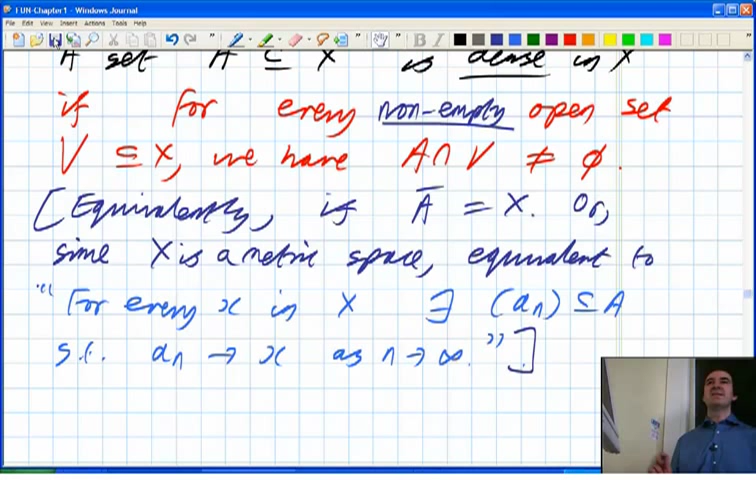 FUN-Chapter1 - Windows Journal
File Edit View Insert Actions Tools Help
A set A ⊆ X is dense in X
if for every non-empty open set
V ⊆ X, we have A ∩ V ≠ ∅.
[Equivalently, if A̅ = X. Or,
since X is a metric space, equivalent to
"For every x in X ∃ (aₙ) ⊆ A
s.t. aₙ → x as n → ∞."]